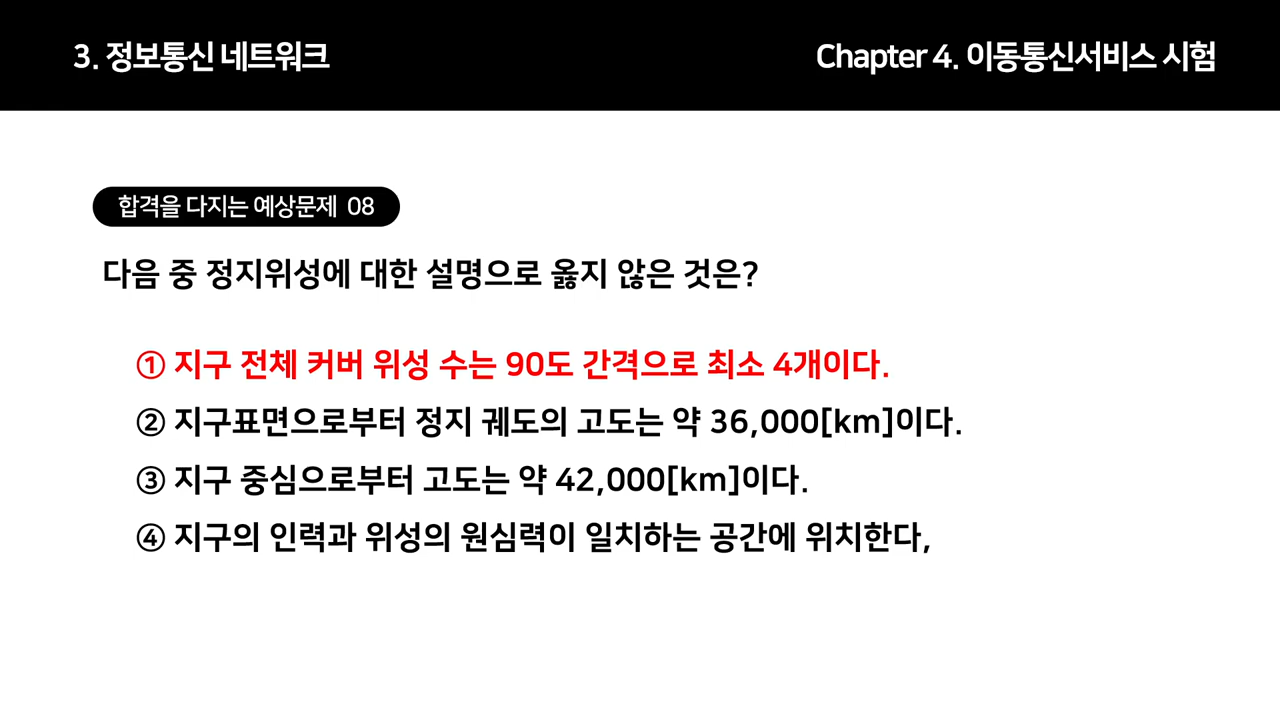 3. 정보통신 네트워크
Chapter 4. 이동통신서비스 시험
합격을 다지는 예상문제 08
다음 중 정지위성에 대한 설명으로 옳지 않은 것은?
① 지구 전체 커버 위성 수는 90도 간격으로 최소 4개이다.
② 지구표면으로부터 정지 궤도의 고도는 약 36,000[km]이다.
③ 지구 중심으로부터 고도는 약 42,000[km]이다.
④ 지구의 인력과 위성의 원심력이 일치하는 공간에 위치한다,